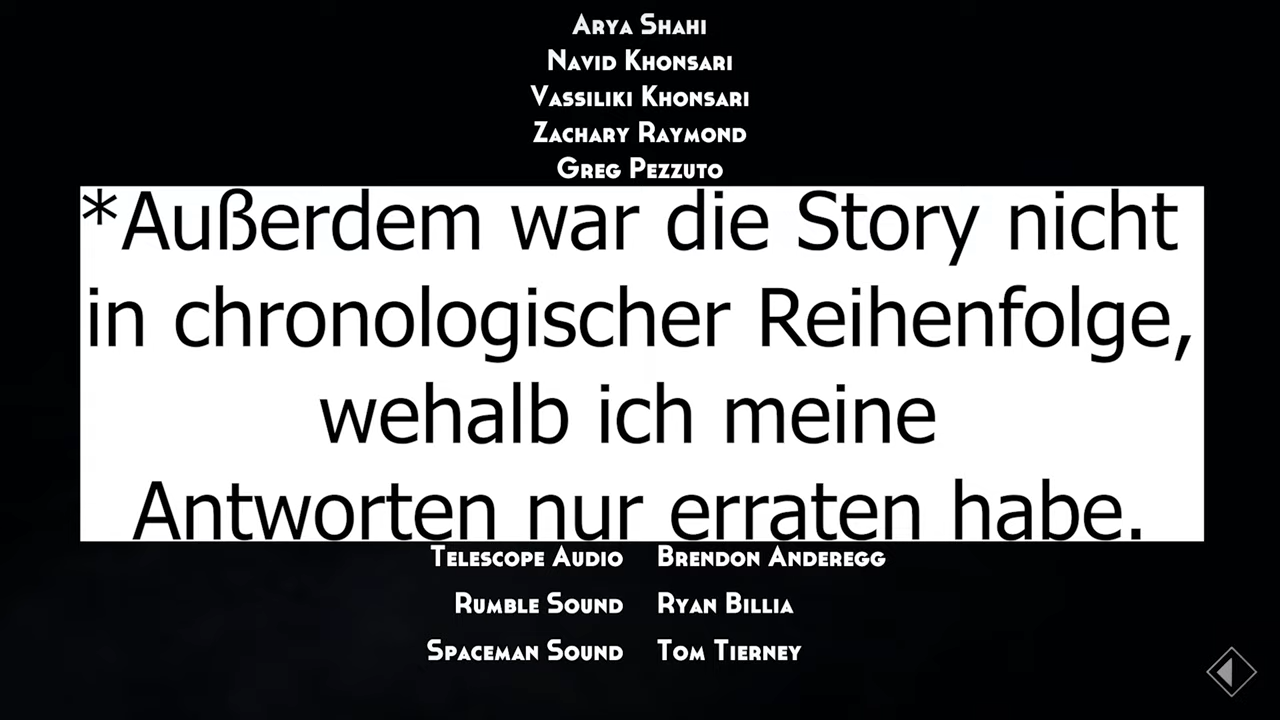 Arya Shahi
Navid Khonsari
Vassiliki Khonsari
Zachary Raymond
Greg Pezzuto
*Außerdem war die Story nicht
in chronologischer Reihenfolge,
wehalb ich meine
Antworten nur erraten habe.
Telescope Audio Brendon Anderegg
Rumble Sound Ryan Billia
Spaceman Sound Tom Tierney